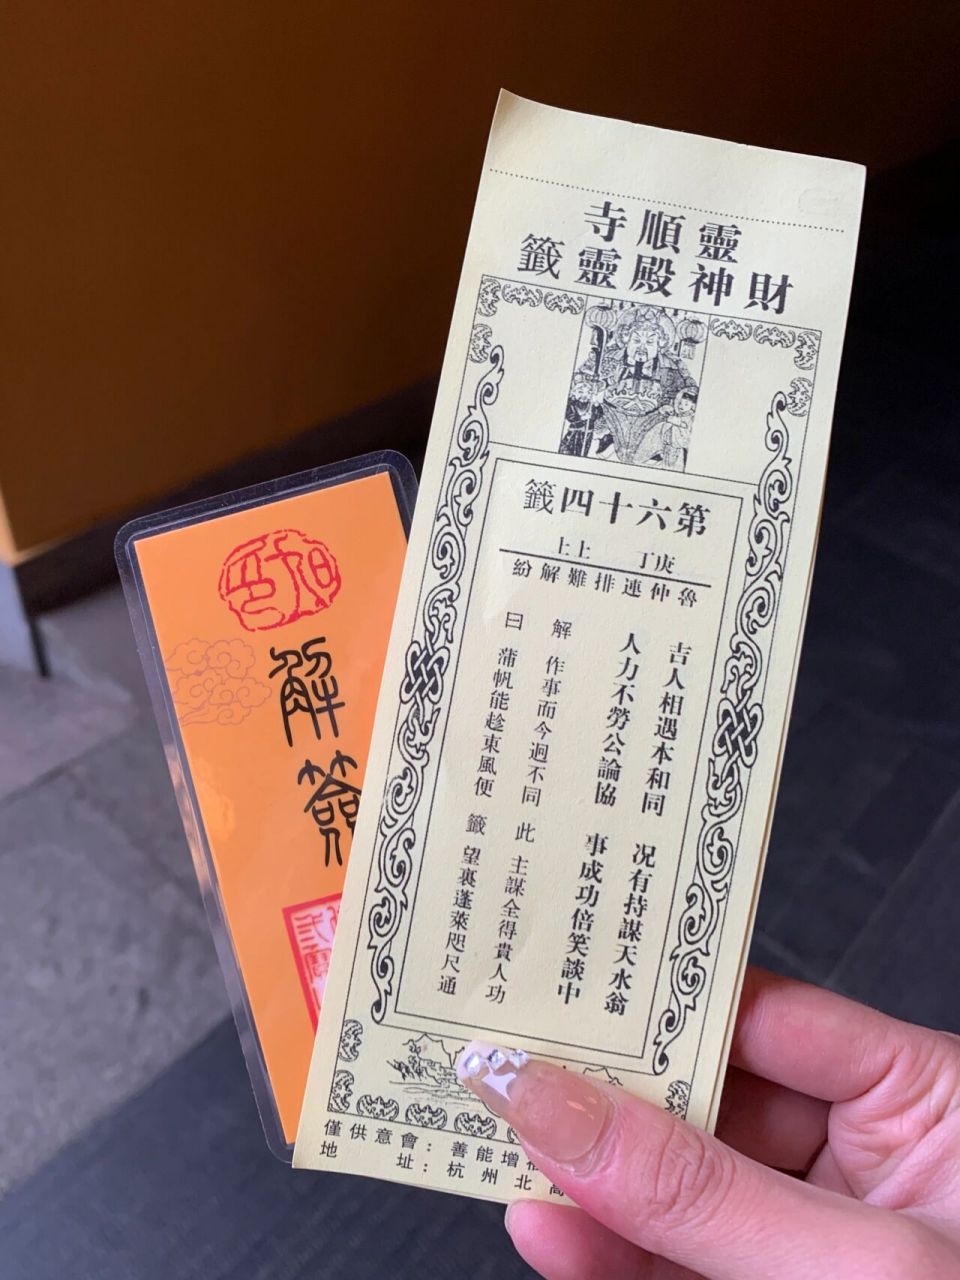 靈順寺
財神殿靈籤
第六十四籤
庚丁 上上
魯仲連排難解紛
吉人相遇本和同 况有持謀天水翁
人力不勞公論協 事成功倍笑談中
解 作事而今迥不同 此 主謀全得貴人功
曰 蒲帆能趁東風便 籤 望裏蓬萊咫尺通
僅供意會：善能增
地址：杭州北高
解簽